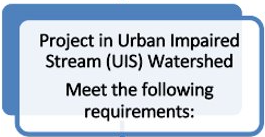 Project in Urban Impaired
Stream (UIS) Watershed
Meet the following
requirements: